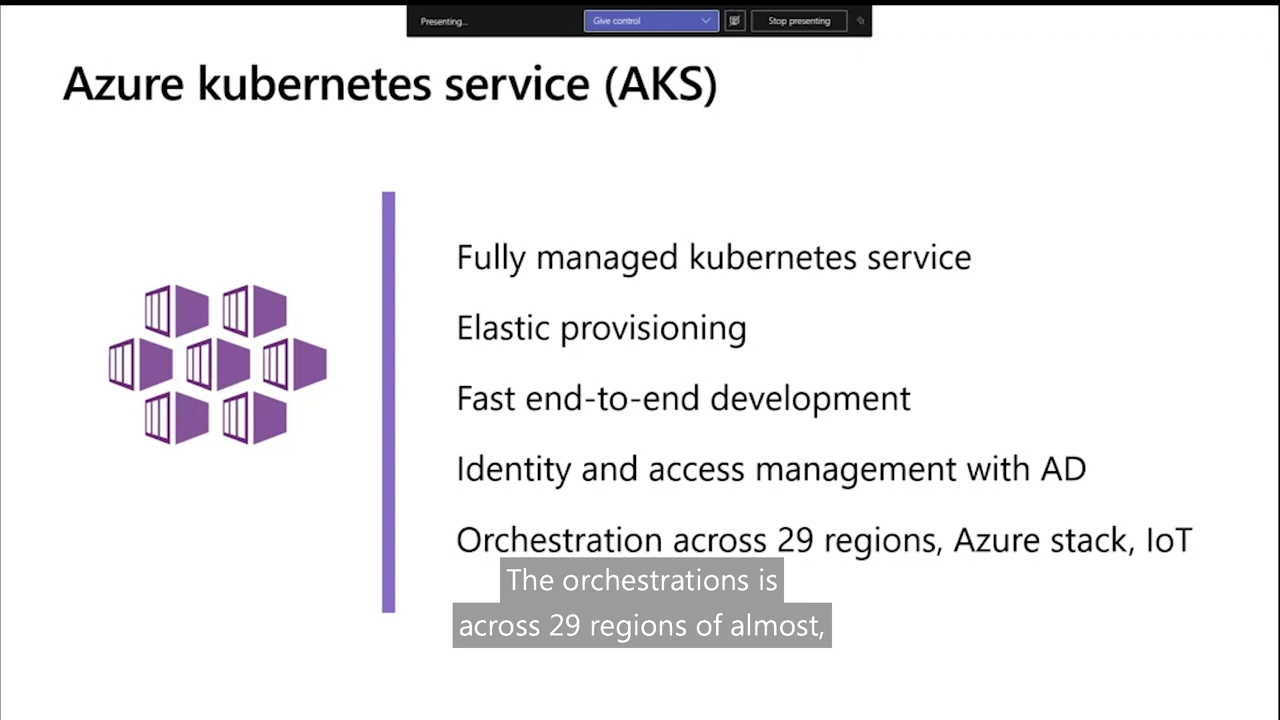 Presenting...
Give control
Stop presenting
Azure kubernetes service (AKS)
Fully managed kubernetes service
Elastic provisioning
Fast end-to-end development
Identity and access management with AD
Orchestration across 29 regions, Azure stack, IoT
The orchestrations is
across 29 regions of almost,